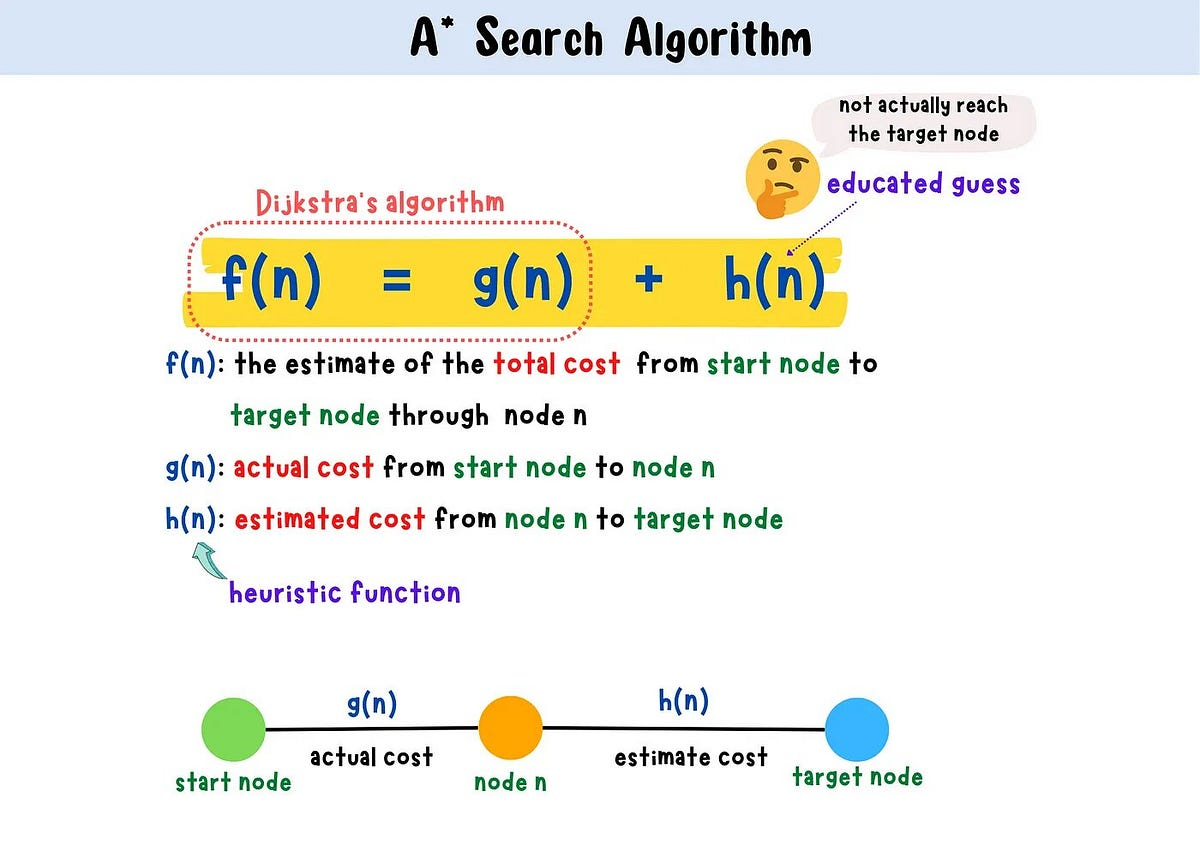 A* Search Algorithm
not actually reach
the target node
educated guess
Dijkstra's algorithm
f(n) = g(n) + h(n)
f(n): the estimate of the total cost from start node to
target node through node n
g(n): actual cost from start node to node n
h(n): estimated cost from node n to target node
heuristic function
g(n) h(n)
actual cost estimate cost
start node node n target node